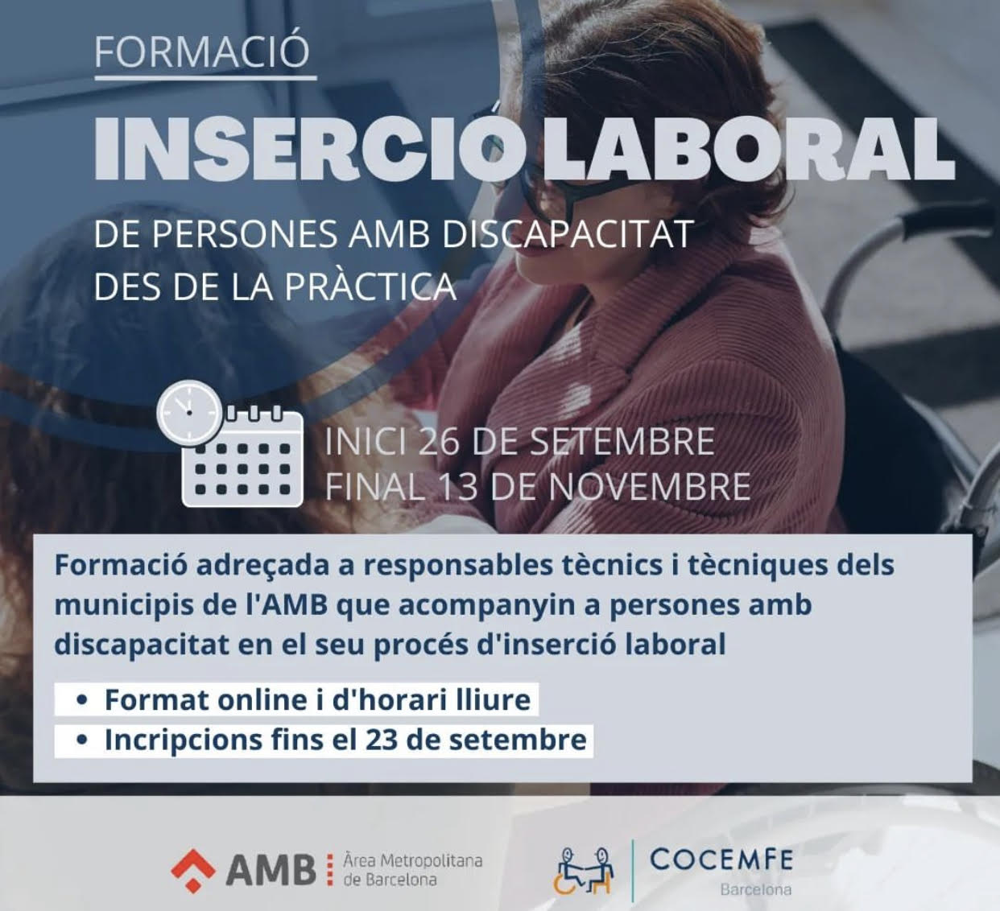 FORMACIÓ
INSERCIÓ LABORAL
DE PERSONES AMB DISCAPACITAT
DES DE LA PRÀCTICA
INICI 26 DE SETEMBRE
FINAL 13 DE NOVEMBRE
Formació adreçada a responsables tècnics i tècniques dels
municipis de l'AMB que acompanyin a persones amb
discapacitat en el seu procés d'inserció laboral
• Format online i d'horari lliure
• Incripcions fins el 23 de setembre
AMB Àrea Metropolitana
de Barcelona
COCEMFE
Barcelona